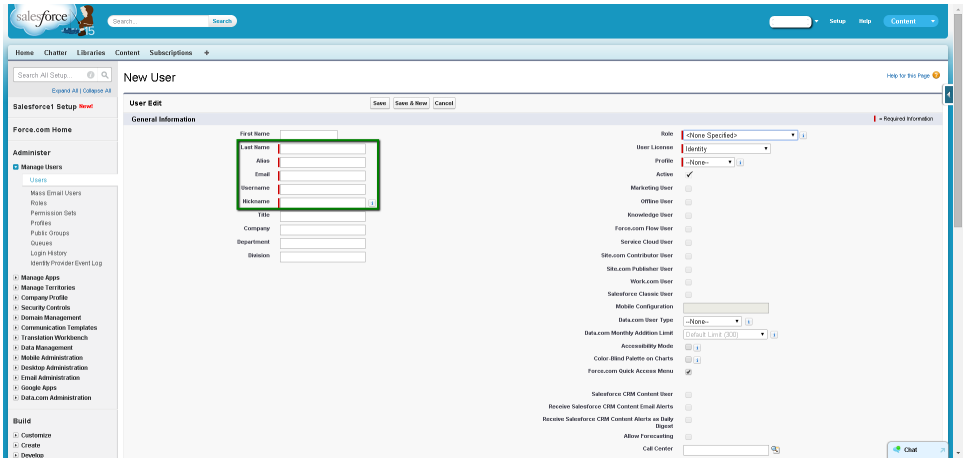 salesforce
15
Search...
Search
Setup
Help
Content
Home Chatter Libraries Content Subscriptions +
Search All Setup...
Expand All | Collapse All
Salesforce1 Setup New!
Force.com Home
Administer
Manage Users
Users
Mass Email Users
Roles
Permission Sets
Profiles
Public Groups
Queues
Login History
Identity Provider Event Log
Manage Apps
Manage Territories
Company Profile
Security Controls
Domain Management
Communication Templates
Translation Workbench
Data Management
Mobile Administration
Desktop Administration
Email Administration
Google Apps
Data.com Administration
Build
Customize
Create
Develop
New User
Help for this Page
User Edit
Save Save & New Cancel
General Information
= Required Information
First Name
Last Name
Alias
Email
Username
Nickname
Title
Company
Department
Division
Role <None Specified>
User License Identity
Profile --None--
Active
Marketing User
Offline User
Knowledge User
Force.com Flow User
Service Cloud User
Site.com Contributor User
Site.com Publisher User
Work.com User
Salesforce Classic User
Mobile Configuration
Data.com User Type --None--
Data.com Monthly Addition Limit Default Limit (300)
Accessibility Mode
Color-Blind Palette on Charts
Force.com Quick Access Menu
Salesforce CRM Content User
Receive Salesforce CRM Content Email Alerts
Receive Salesforce CRM Content Alerts as Daily
Digest
Allow Forecasting
Call Center
Chat